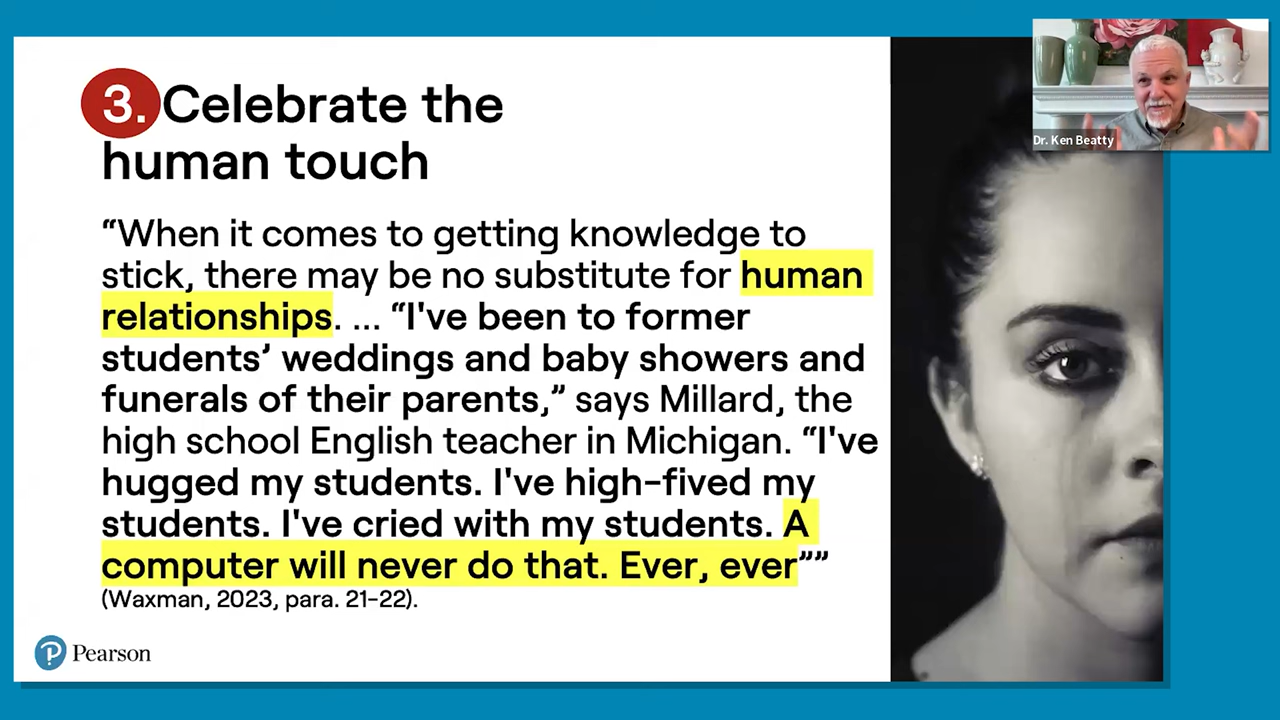 3. Celebrate the
human touch
“When it comes to getting knowledge to
stick, there may be no substitute for human
relationships. ... “I've been to former
students’ weddings and baby showers and
funerals of their parents,” says Millard, the
high school English teacher in Michigan. “I've
hugged my students. I've high-fived my
students. I've cried with my students. A
computer will never do that. Ever, ever””
(Waxman, 2023, para. 21-22).
Pearson
Dr. Ken Beatty